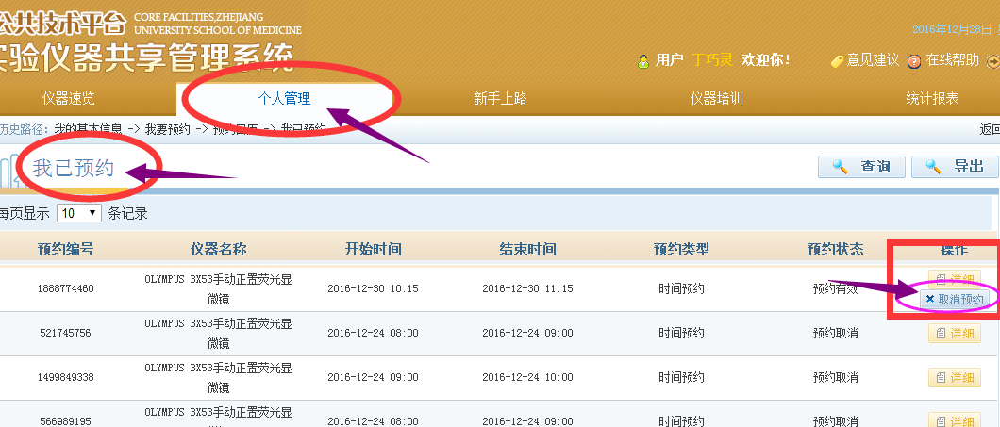 公共技术平台 CORE FACILITIES,ZHEJIANG
UNIVERSITY SCHOOL OF MEDICINE
实验仪器共享管理系统
2016年12月28日
用户 丁巧灵 欢迎你!
意见建议 在线帮助
仪器速览 个人管理 新手上路 仪器培训 统计报表
历史路径: 我的基本信息 -> 我要预约 -> 预约日历 -> 我已预约
返回
我已预约
查询 导出
每页显示 10 条记录
预约编号 仪器名称 开始时间 结束时间 预约类型 预约状态 操作
1888774460 OLYMPUS BX53手动正置荧光显微镜 2016-12-30 10:15 2016-12-30 11:15 时间预约 预约有效 详细
取消预约
521745756 OLYMPUS BX53手动正置荧光显微镜 2016-12-24 08:00 2016-12-24 09:00 时间预约 预约取消 详细
1499849338 OLYMPUS BX53手动正置荧光显微镜 2016-12-24 09:00 2016-12-24 10:00 时间预约 预约取消 详细
566989195 OLYMPUS BX53手动正置荧光显微镜 2016-12-24 08:00 2016-12-24 09:00 时间预约 预约取消 详细